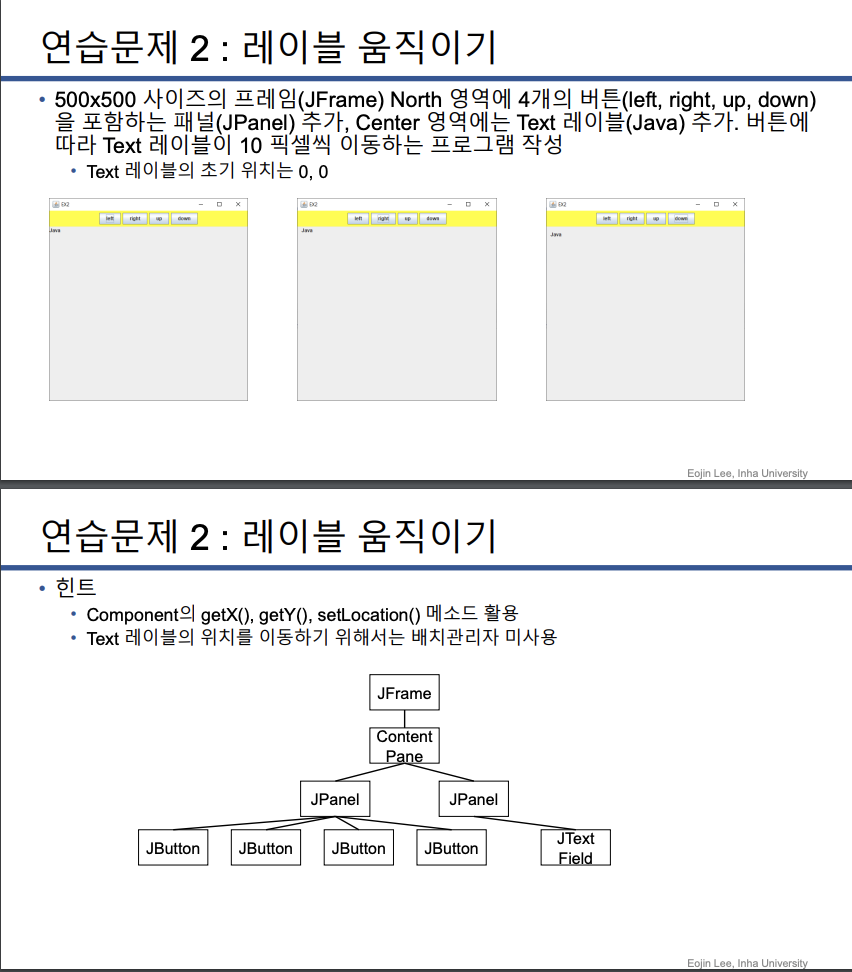 연습문제 2 : 레이블 움직이기
• 500x500 사이즈의 프레임(JFrame) North 영역에 4개의 버튼(left, right, up, down)
을 포함하는 패널(JPanel) 추가, Center 영역에는 Text 레이블(Java) 추가. 버튼에
따라 Text 레이블이 10 픽셀씩 이동하는 프로그램 작성
• Text 레이블의 초기 위치는 0, 0
EX2
left right up down
Java
EX2
left right up down
Java
EX2
left right up down
Java
Eojin Lee, Inha University
연습문제 2 : 레이블 움직이기
• 힌트
• Component의 getX(), getY(), setLocation() 메소드 활용
• Text 레이블의 위치를 이동하기 위해서는 배치관리자 미사용
JFrame
Content
Pane
JPanel JPanel
JButton JButton JButton JButton JText
Field
Eojin Lee, Inha University